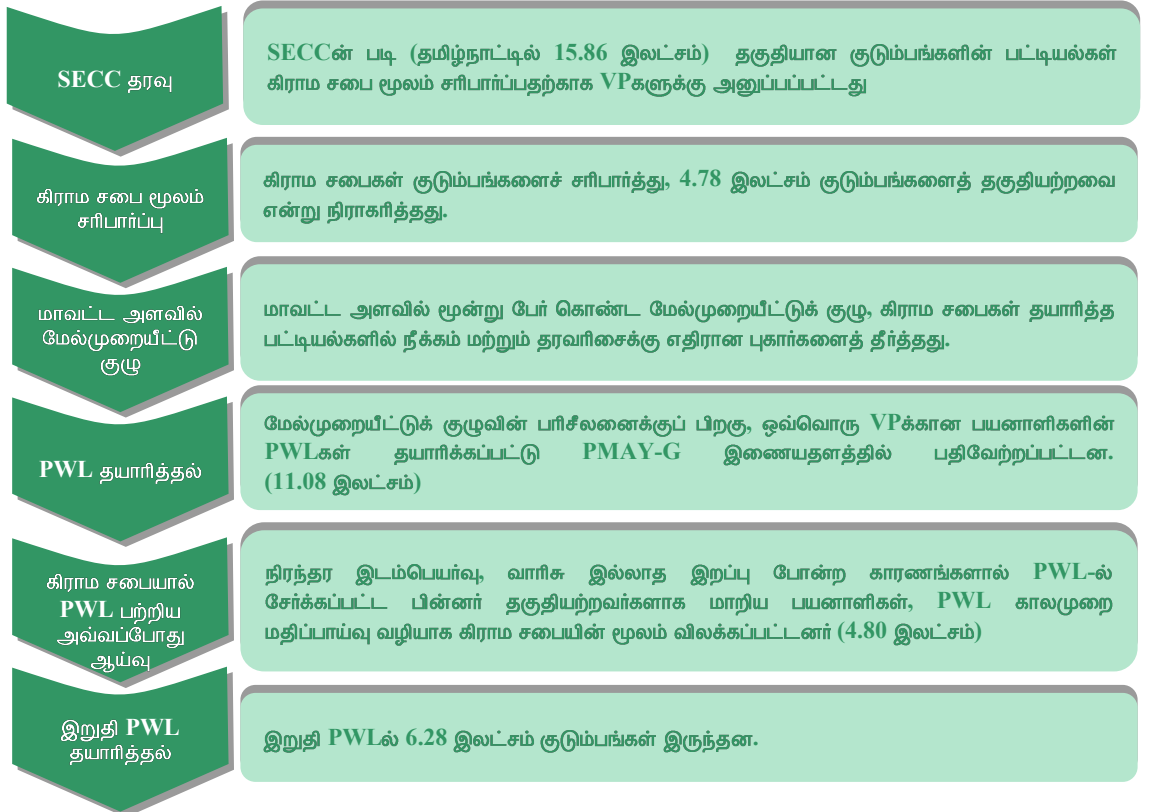 SECC தரவு
SECCன் படி (தமிழ்நாட்டில் 15.86 இலட்சம்) தகுதியான குடும்பங்களின் பட்டியல்கள்
கிராம சபை மூலம் சரிபார்ப்பதற்காக VPகளுக்கு அனுப்பப்பட்டது
கிராம சபை மூலம்
சரிபார்ப்பு
கிராம சபைகள் குடும்பங்களைச் சரிபார்த்து, 4.78 இலட்சம் குடும்பங்களைத் தகுதியற்றவை
என்று நிராகரித்தது.
மாவட்ட அளவில்
மேல்முறையீட்டு
குழு
மாவட்ட அளவில் மூன்று பேர் கொண்ட மேல்முறையீட்டுக் குழு, கிராம சபைகள் தயாரித்த
பட்டியல்களில் நீக்கம் மற்றும் தரவரிசைக்கு எதிரான புகார்களைத் தீர்த்தது.
PWL தயாரித்தல்
மேல்முறையீட்டுக் குழுவின் பரிசீலனைக்குப் பிறகு, ஒவ்வொரு VPக்கான பயனாளிகளின்
PWLகள் தயாரிக்கப்பட்டு PMAY-G இணையதளத்தில் பதிவேற்றப்பட்டன.
(11.08 இலட்சம்)
கிராம சபையால்
PWL பற்றிய
அவ்வப்போது
ஆய்வு
நிரந்தர இடம்பெயர்வு, வாரிசு இல்லாத இறப்பு போன்ற காரணங்களால் PWL-ல்
சேர்க்கப்பட்ட பின்னர் தகுதியற்றவர்களாக மாறிய பயனாளிகள், PWL காலமுறை
மதிப்பாய்வு வழியாக கிராம சபையின் மூலம் விலக்கப்பட்டனர் (4.80 இலட்சம்)
இறுதி PWL
தயாரித்தல்
இறுதி PWLல் 6.28 இலட்சம் குடும்பங்கள் இருந்தன.